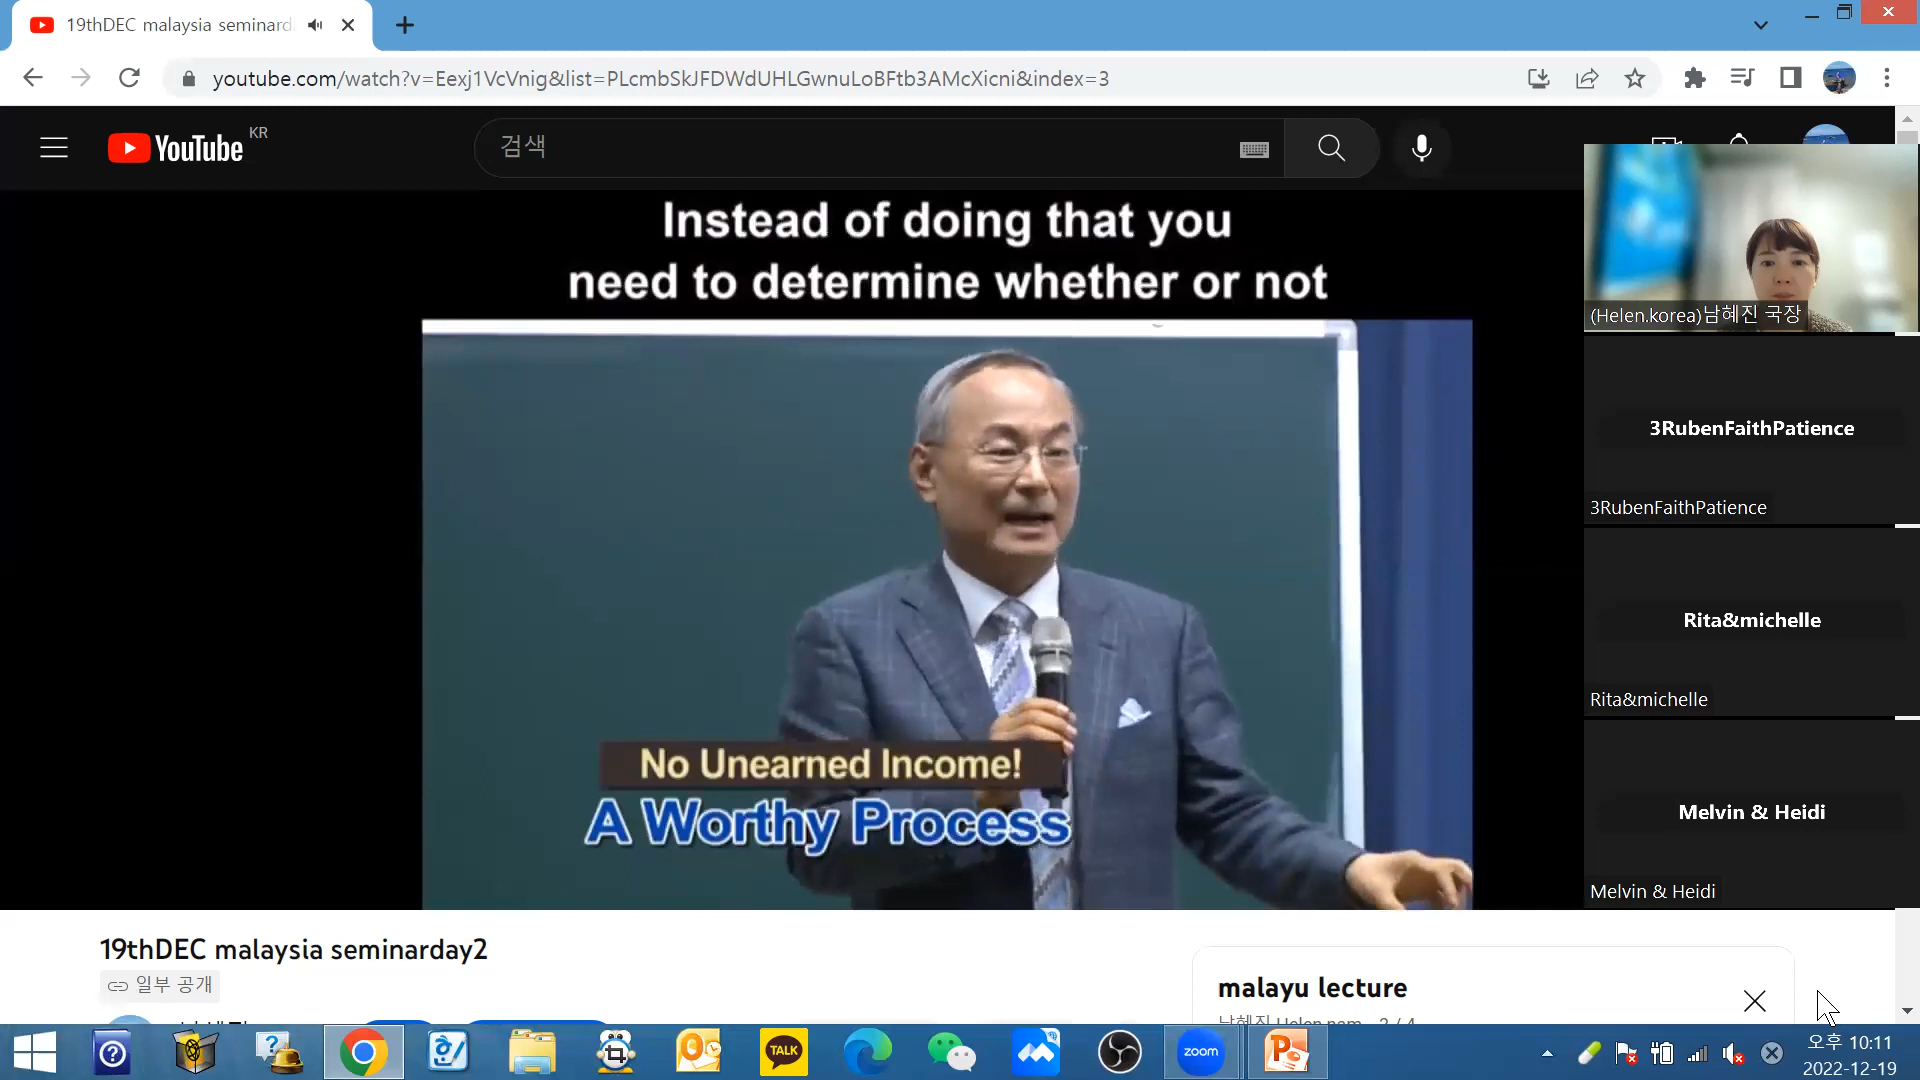 19thDEC malaysia seminard
youtube.com/watch?v=Eexj1VcVnig&list=PLcmbSkJFDWdUHLGwnuLoBFtb3AMcXicni&index=3
YouTube KR
검색
Instead of doing that you
need to determine whether or not
No Unearned Income!
A Worthy Process
(Helen.korea)남혜진 국장
3RubenFaithPatience
3RubenFaithPatience
Rita&michelle
Rita&michelle
Melvin & Heidi
Melvin & Heidi
19thDEC malaysia seminarday2
일부 공개
malayu lecture
TALK
zoom
오후 10:11
2022-12-19